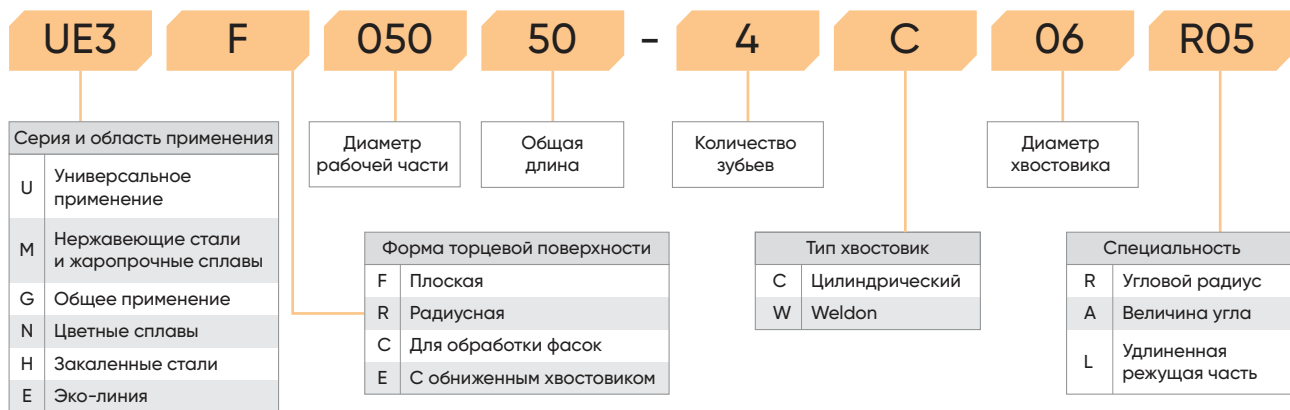 UE3 F 050 50 - 4 C 06 R05
Серия и область применения
U Универсальное
применение
M Нержавеющие стали
и жаропрочные сплавы
G Общее применение
N Цветные сплавы
H Закаленные стали
E Эко-линия
Диаметр
рабочей части
Общая
длина
Количество
зубьев
Диаметр
хвостовика
Форма торцевой поверхности
F Плоская
R Радиусная
C Для обработки фасок
E С обниженным хвостовиком
Тип хвостовик
C Цилиндрический
W Weldon
Специальность
R Угловой радиус
A Величина угла
L Удлиненная
режущая часть